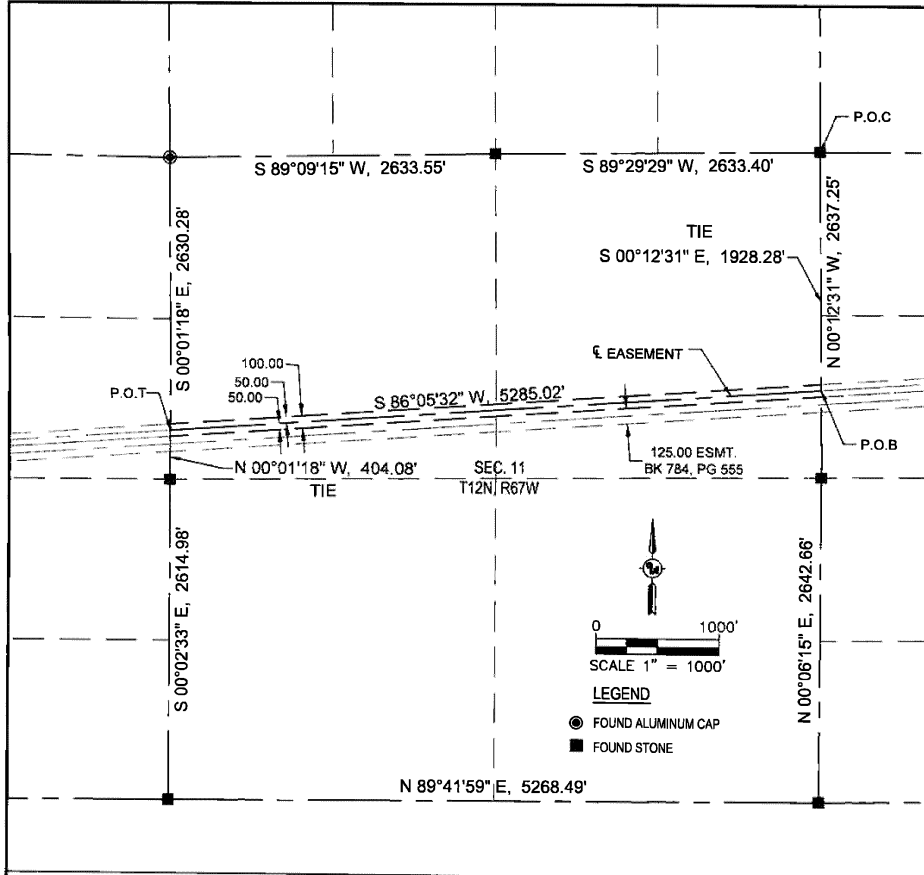 P.O.C
S 89°09'15" W, 2633.55'
S 89°29'29" W, 2633.40'
S 00°01'18" E, 2630.28'
N 00°12'31" W, 2637.25'
TIE
S 00°12'31" E, 1928.28'
℄ EASEMENT
100.00
50.00
50.00
P.O.T
S 86°05'32" W, 5285.02'
P.O.B
125.00 ESMT.
BK 784, PG 555
N 00°01'18" W, 404.08'
TIE
SEC. 11
T12N, R67W
S 00°02'33" E, 2614.98'
N 00°06'15" E, 2642.66'
0 1000'
SCALE 1" = 1000'
LEGEND
FOUND ALUMINUM CAP
FOUND STONE
N 89°41'59" E, 5268.49'